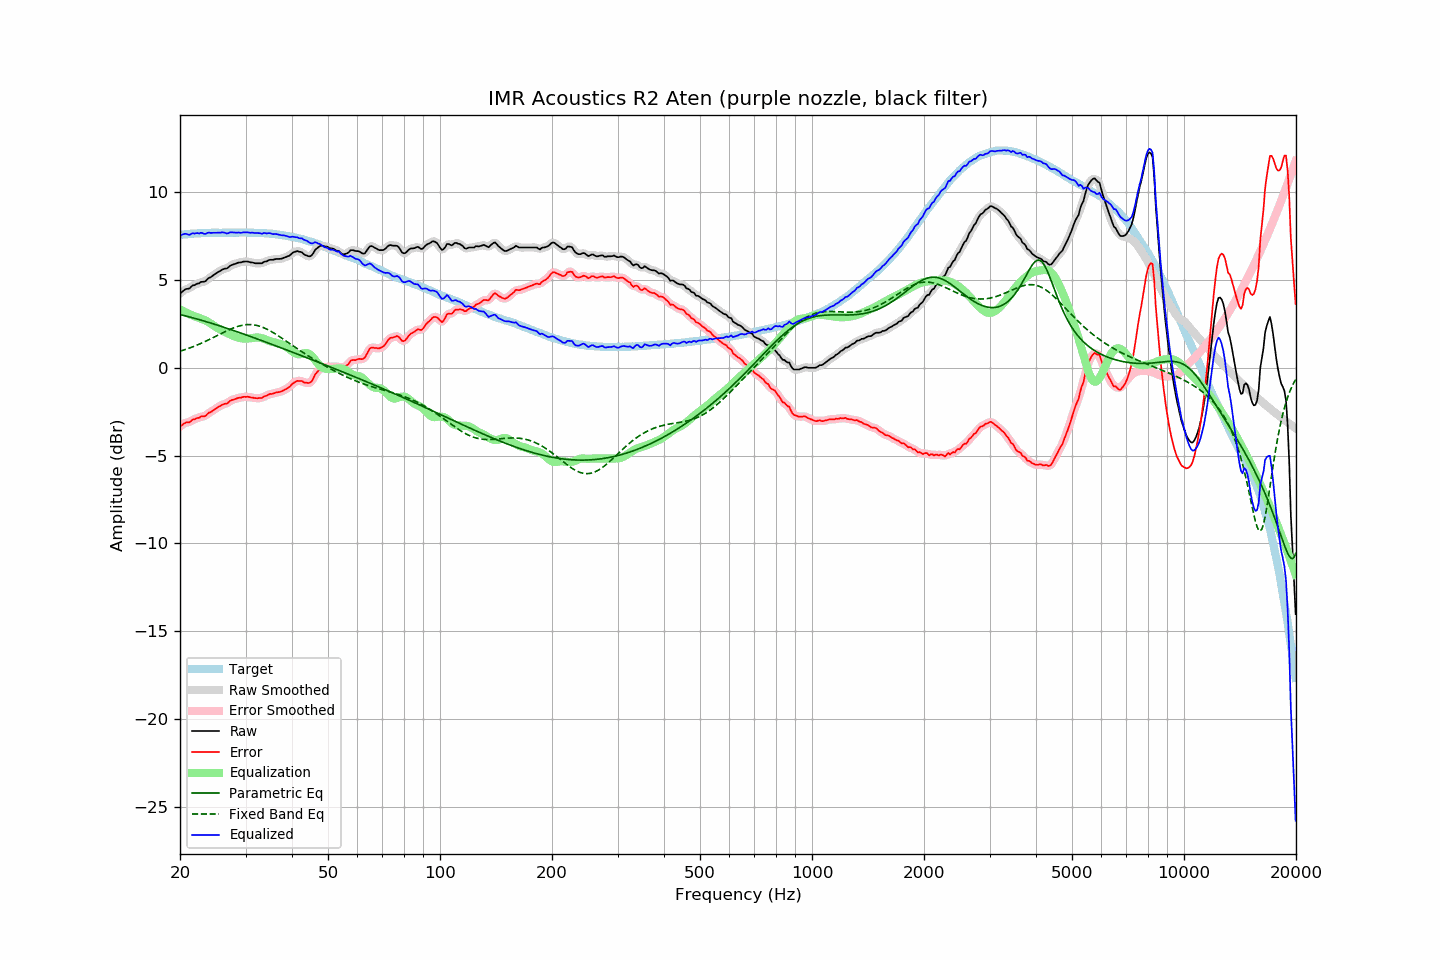 IMR Acoustics R2 Aten (purple nozzle, black filter)
Amplitude (dBr)
10
5
0
−5
−10
−15
−20
−25
Target
Raw Smoothed
Error Smoothed
Raw
Error
Equalization
Parametric Eq
Fixed Band Eq
Equalized
20 50 100 200 500 1000 2000 5000 10000 20000
Frequency (Hz)